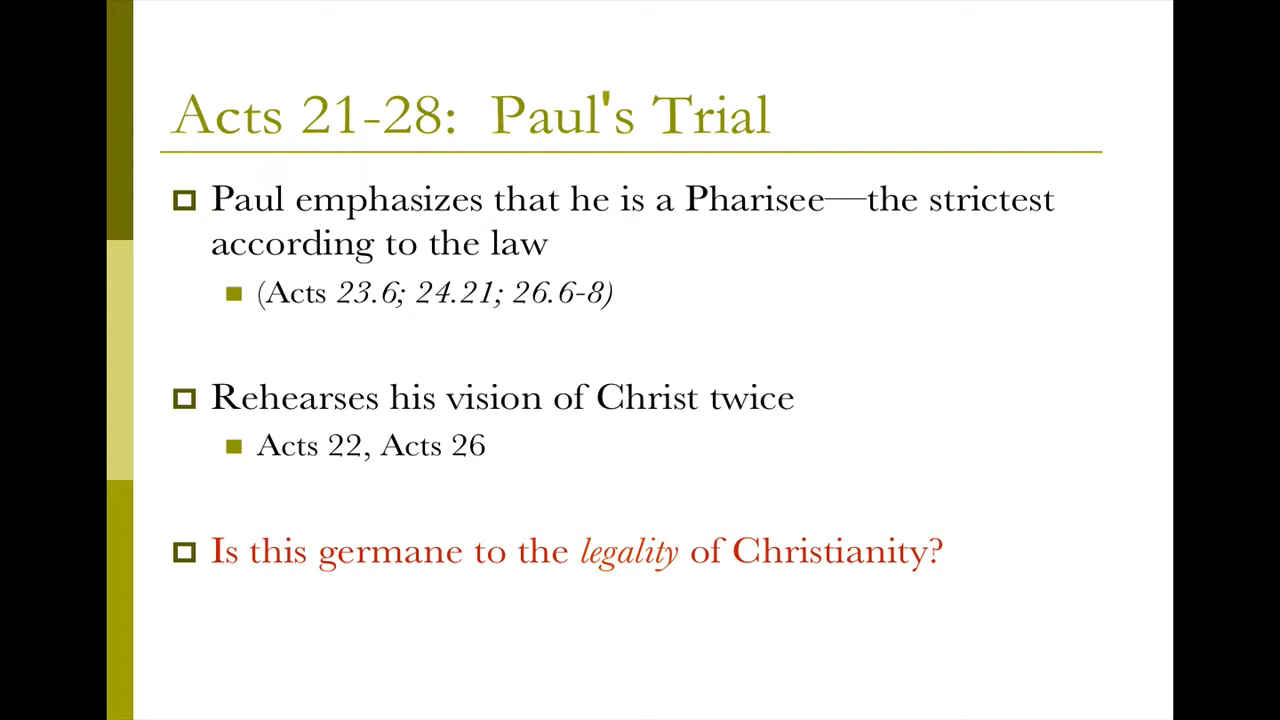 Acts 21-28:  Paul's Trial
Paul emphasizes that he is a Pharisee—the strictest
according to the law
(Acts 23.6; 24.21; 26.6-8)
Rehearses his vision of Christ twice
Acts 22, Acts 26
Is this germane to the legality of Christianity?